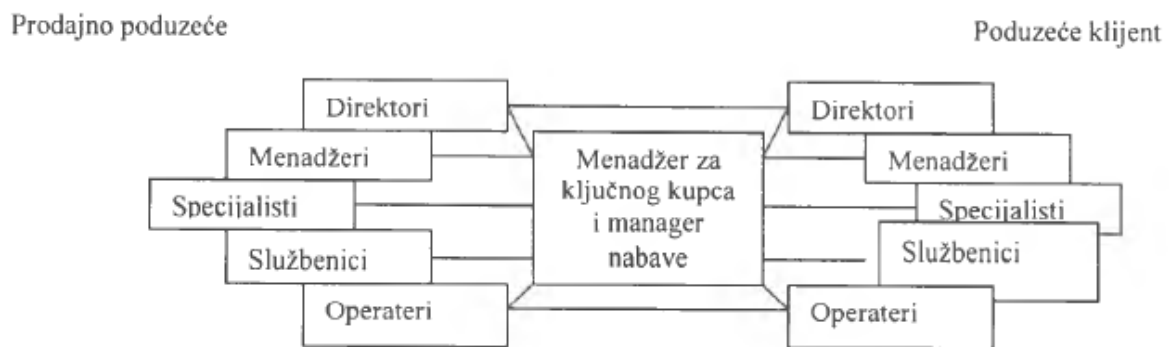 Prodajno poduzeće
Poduzeće klijent
Direktori
Menadžeri
Specijalisti
Službenici
Operateri
Menadžer za
ključnog kupca
i manager
nabave
Direktori
Menadžeri
Specijalisti
Službenici
Operateri